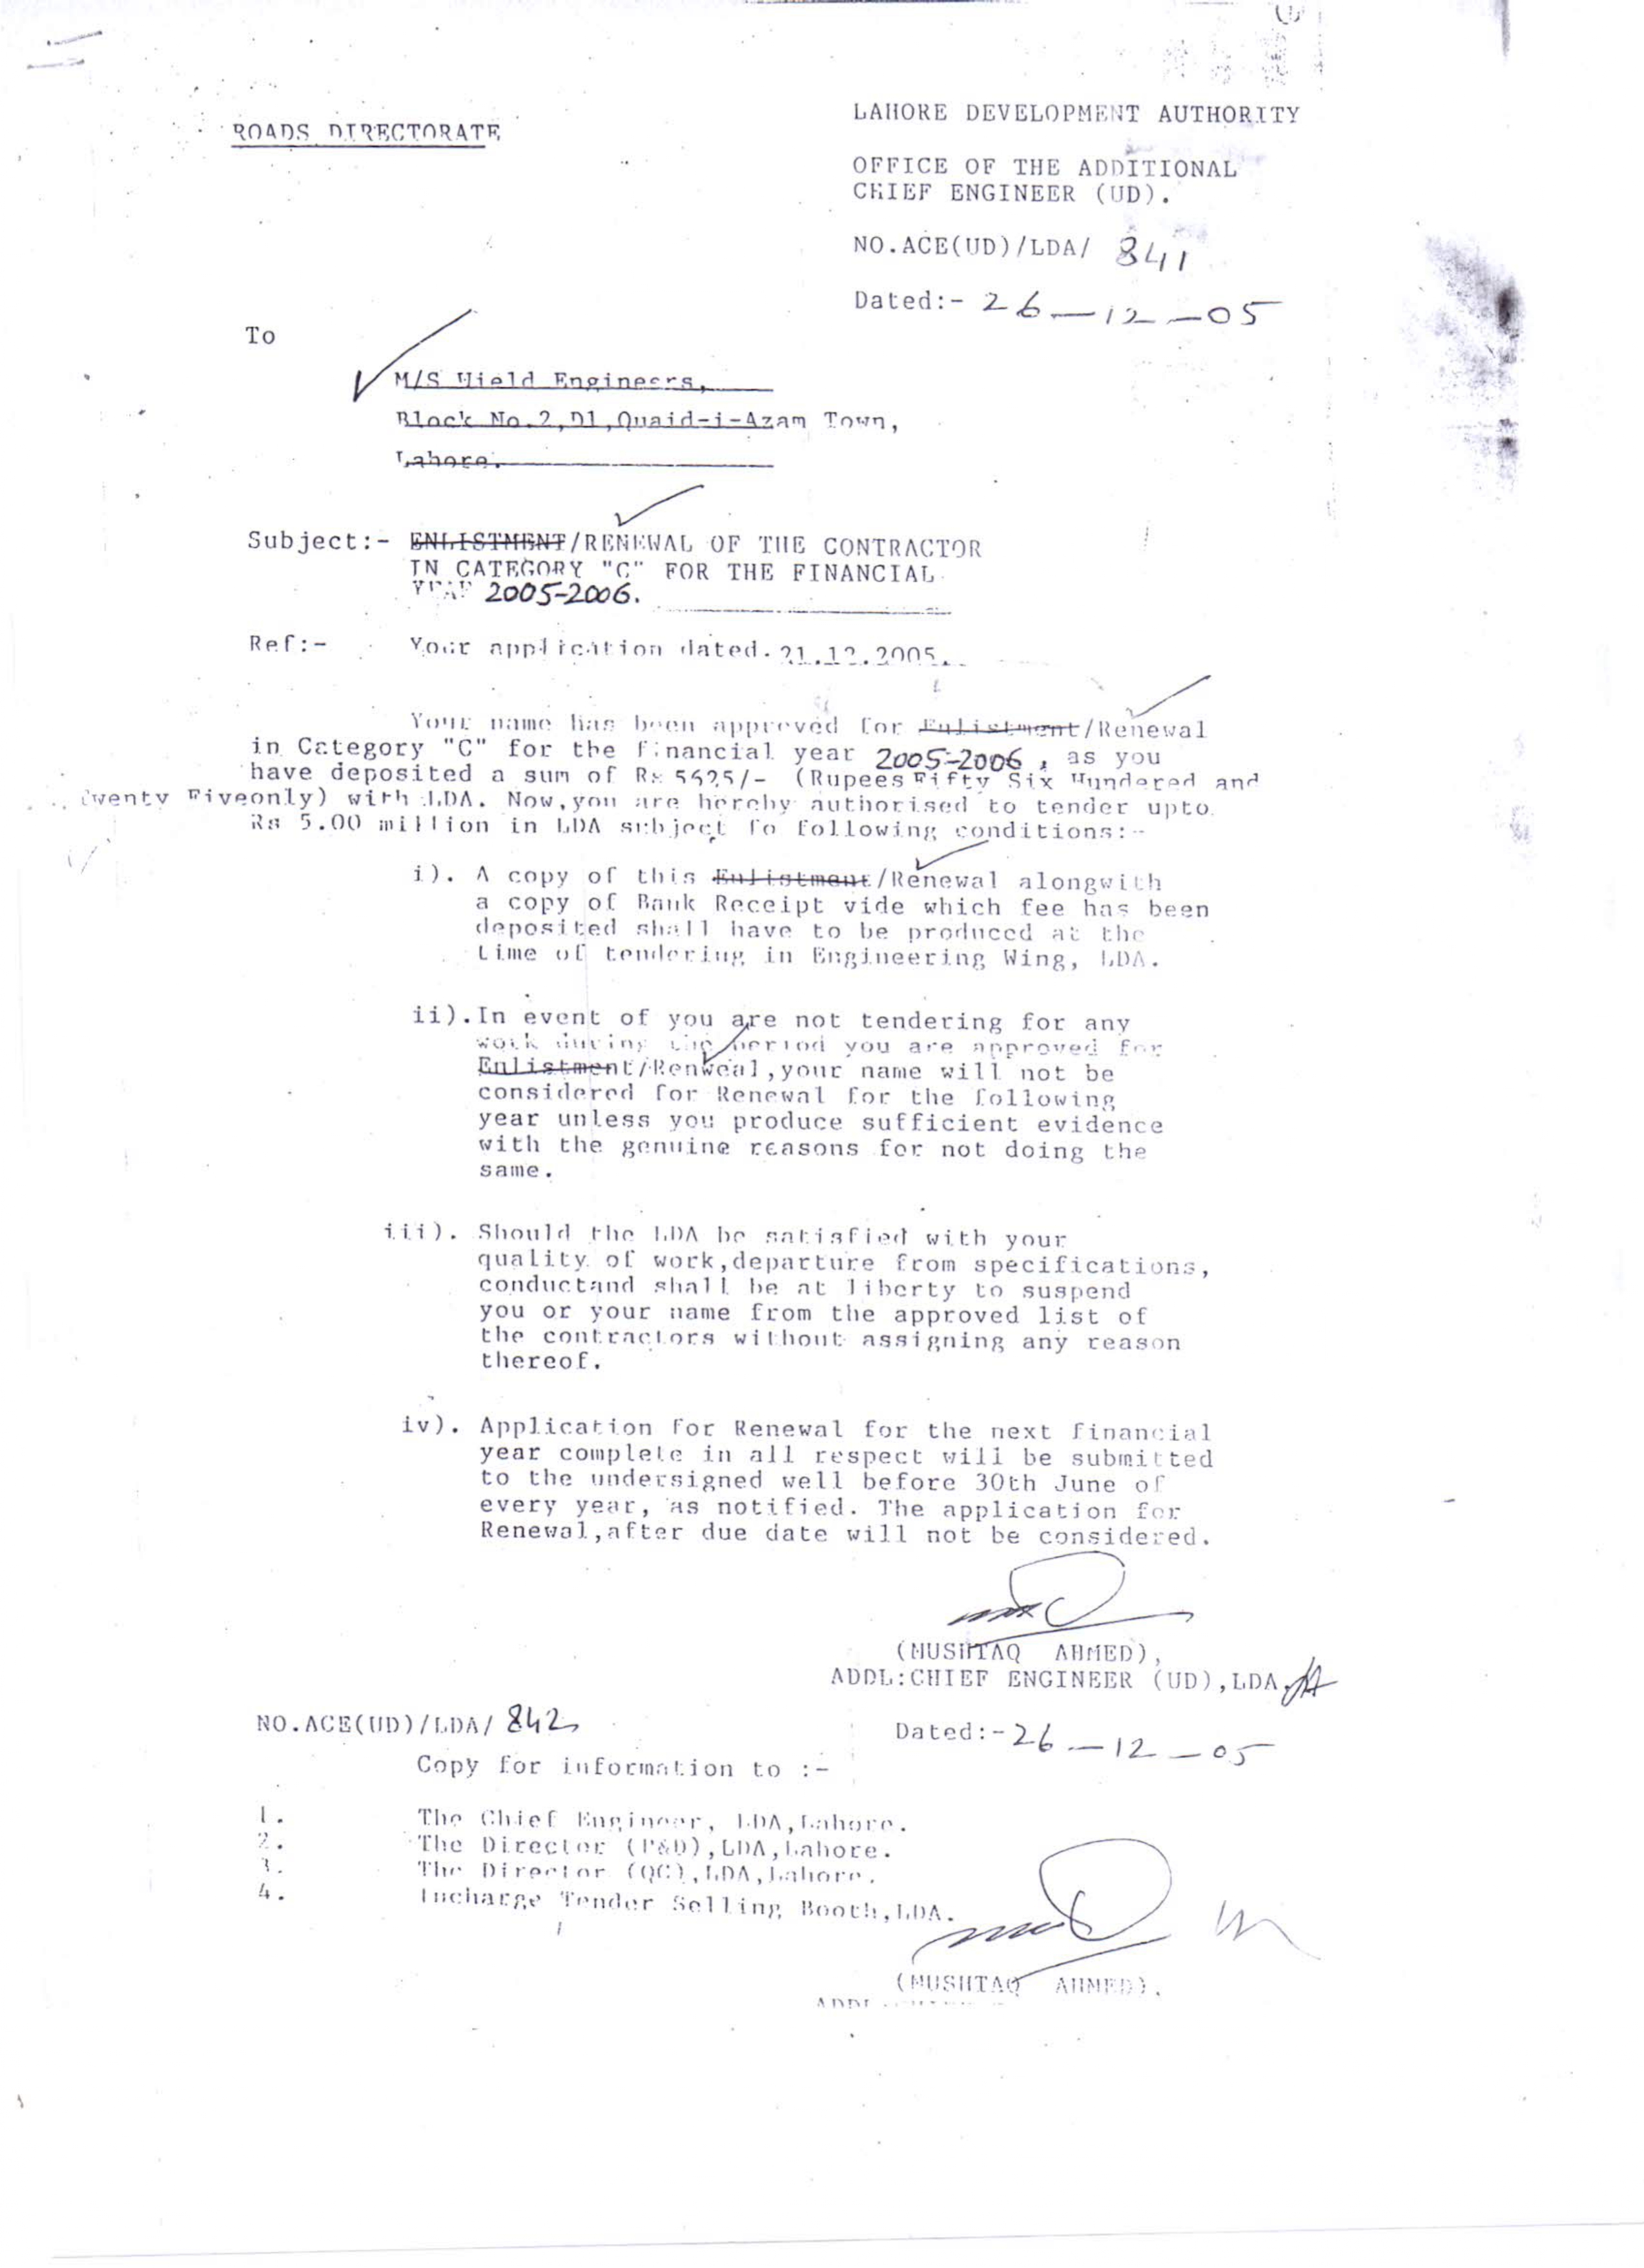 ROADS DIRECTORATE
LAHORE DEVELOPMENT AUTHORITY
OFFICE OF THE ADDITIONAL
CHIEF ENGINEER (UD).
NO.ACE(UD)/LDA/ 841
Dated:- 26-12-05
To
M/S Engineers,
Block No.2,D1,Quaid-i-Azam Town,
Lahore.
Subject:- ENLISTMENT/RENEWAL OF THE CONTRACTOR
IN CATEGORY "C" FOR THE FINANCIAL
YEAR 2005-2006.
Ref:- Your application dated. 21.12.2005.
Your name has been approved for Enlistment/Renewal
in Category "C" for the financial year 2005-2006, as you
have deposited a sum of Rs 5625/- (Rupees Fifty Six Hundered and
Twenty Fiveonly) with LDA. Now,you are hereby authorised to tender upto
Rs 5.00 million in LDA subject to following conditions:-
i). A copy of this Enlistment/Renewal alongwith
a copy of Bank Receipt vide which fee has been
deposited shall have to be produced at the
time of tendering in Engineering Wing, LDA.
ii).In event of you are not tendering for any
work during the period you are approved for
Enlistment/Renweal,your name will not be
considered for Renewal for the following
year unless you produce sufficient evidence
with the genuine reasons for not doing the
same.
iii). Should the LDA be satisfied with your
quality of work,departure from specifications,
conductand shall be at liberty to suspend
you or your name from the approved list of
the contractors without assigning any reason
thereof.
iv). Application for Renewal for the next financial
year complete in all respect will be submitted
to the undersigned well before 30th June of
every year, as notified. The application for
Renewal,after due date will not be considered.
(MUSHTAQ AHMED),
ADDL:CHIEF ENGINEER (UD),LDA.
NO.ACE(UD)/LDA/ 842
Dated:- 26-12-05
Copy for information to :-
1. The Chief Engineer, LDA,Lahore.
2. The Director (P&D),LDA,Lahore.
3. The Director (QC),LDA,Lahore.
4. Incharge Tender Selling Booth,LDA.
(MUSHTAQ AHMED).